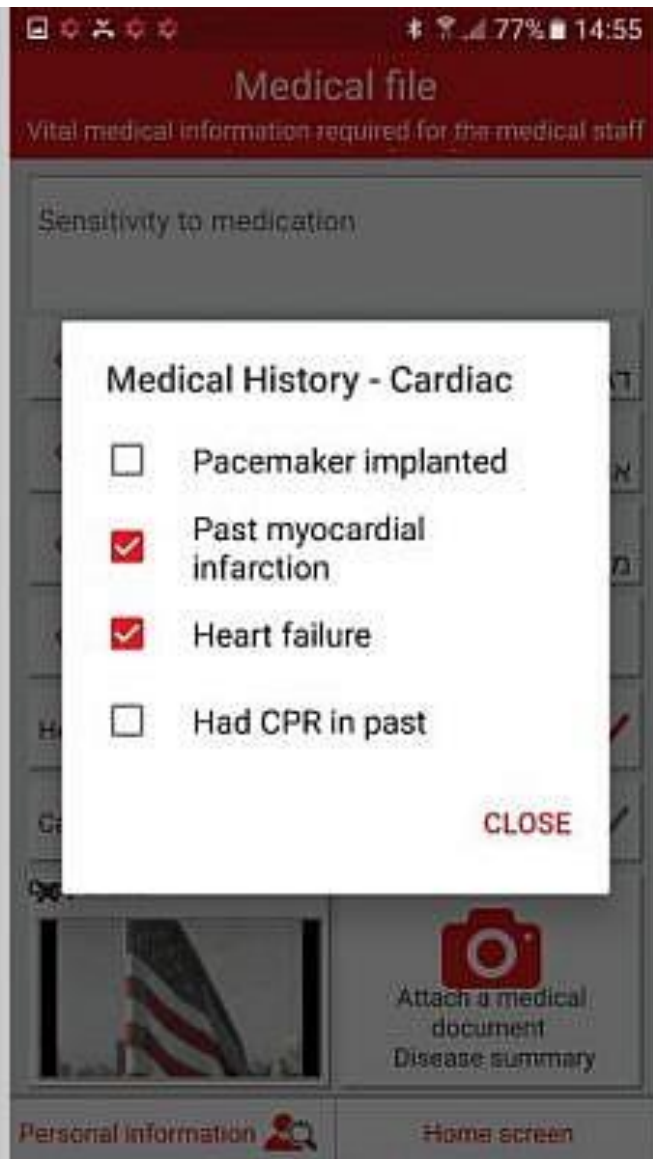 77% 14:55
Medical file
Vital medical information required for the medical staff
Sensitivity to medication
Medical History - Cardiac
Pacemaker implanted
Past myocardial
infarction
Heart failure
Had CPR in past
CLOSE
Attach a medical
document
Disease summary
Personal information
Home screen